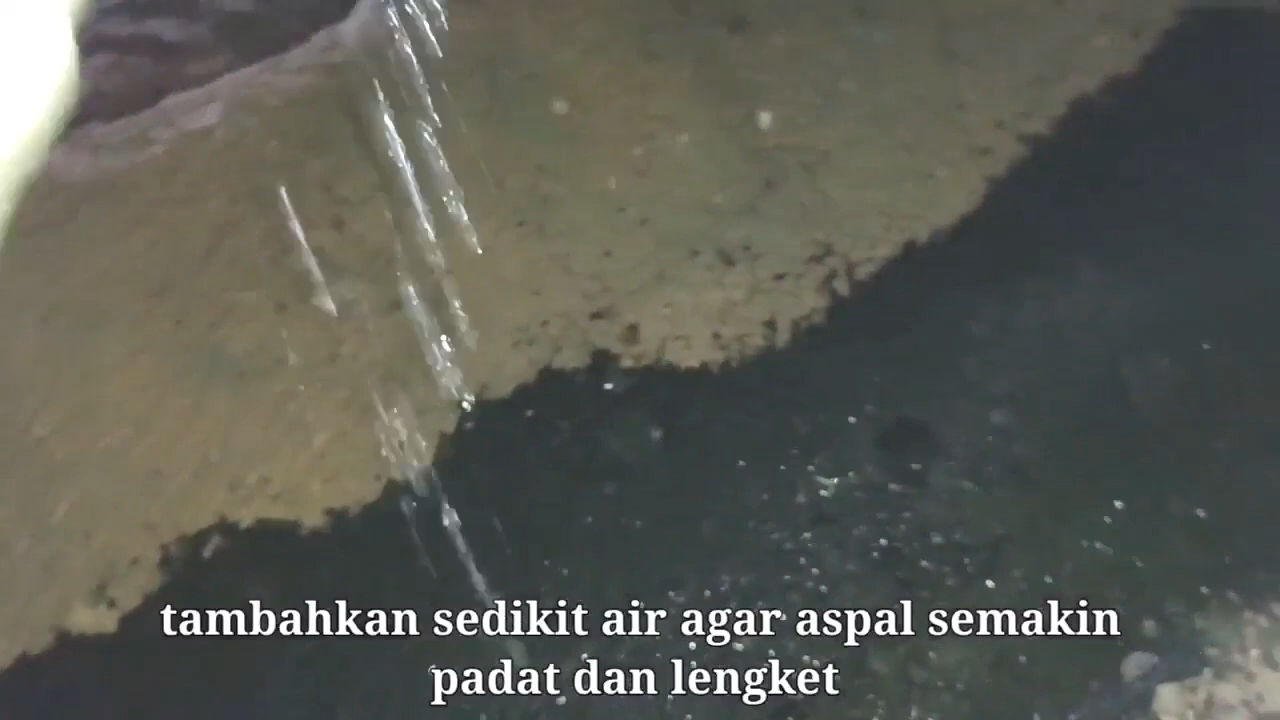 tambahkan sedikit air agar aspal semakin
padat dan lengket